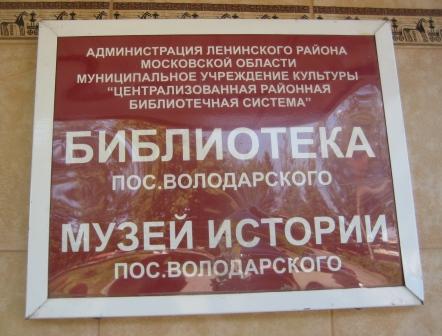 АДМИНИСТРАЦИЯ ЛЕНИНСКОГО РАЙОНА
МОСКОВСКОЙ ОБЛАСТИ
МУНИЦИПАЛЬНОЕ УЧРЕЖДЕНИЕ КУЛЬТУРЫ
“ЦЕНТРАЛИЗОВАННАЯ РАЙОННАЯ
БИБЛИОТЕЧНАЯ СИСТЕМА”
БИБЛИОТЕКА
ПОС.ВОЛОДАРСКОГО
МУЗЕЙ ИСТОРИИ
ПОС.ВОЛОДАРСКОГО